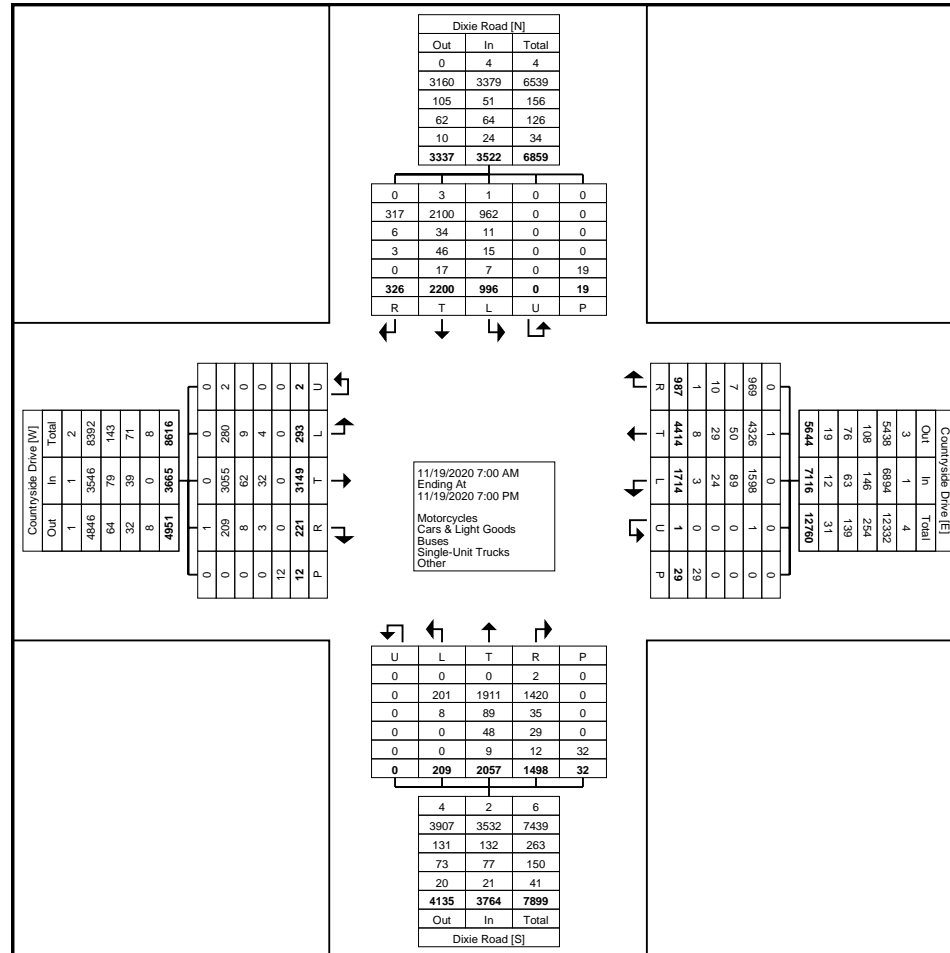 Dixie Road [N]
Out In Total
0 4 4
3160 3379 6539
105 51 156
62 64 126
10 24 34
3337 3522 6859
0 3 1 0 0
317 2100 962 0 0
6 34 11 0 0
3 46 15 0 0
0 17 7 0 19
326 2200 996 0 19
R T L U P
U L T R P
2 293 3149 221 12
0 0 0 0 12
0 4 32 3 0
0 9 62 8 0
2 280 3055 209 0
0 0 0 1 0
8616 3665 4951
8 0 8
71 39 32
143 79 64
8392 3546 4846
2 1 1
Total In Out
Countryside Drive [W]
11/19/2020 7:00 AM
Ending At
11/19/2020 7:00 PM
Motorcycles
Cars & Light Goods
Buses
Single-Unit Trucks
Other
Countryside Drive [E]
Out In Total
3 1 4
5438 6894 12332
108 146 254
76 63 139
19 12 31
5644 7116 12760
0 1 0 0 0
969 4326 1598 1 0
7 50 89 0 0
10 29 24 0 0
1 8 3 0 29
987 4414 1714 1 29
R T L U P
U L T R P
0 0 0 2 0
0 201 1911 1420 0
0 8 89 35 0
0 0 48 29 0
0 0 9 12 32
0 209 2057 1498 32
4 2 6
3907 3532 7439
131 132 263
73 77 150
20 21 41
4135 3764 7899
Out In Total
Dixie Road [S]